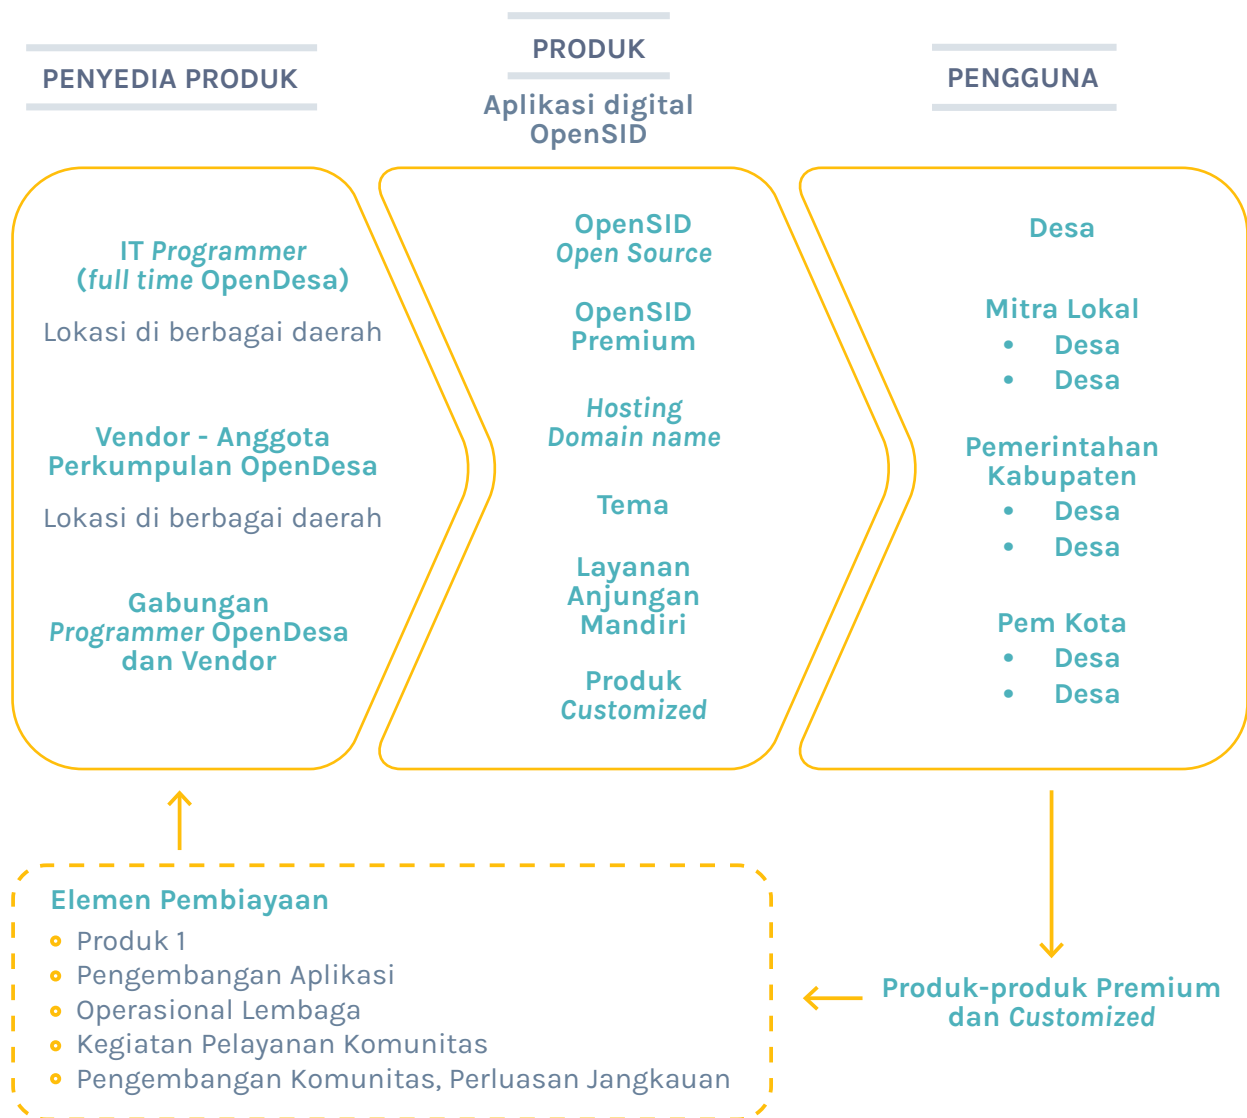 PENYEDIA PRODUK
IT Programmer
(full time OpenDesa)
Lokasi di berbagai daerah
Vendor - Anggota
Perkumpulan OpenDesa
Lokasi di berbagai daerah
Gabungan
Programmer OpenDesa
dan Vendor
PRODUK
Aplikasi digital
OpenSID
OpenSID
Open Source
OpenSID
Premium
Hosting
Domain name
Tema
Layanan
Anjungan
Mandiri
Produk
Customized
PENGGUNA
Desa
Mitra Lokal
• Desa
• Desa
Pemerintahan
Kabupaten
• Desa
• Desa
Pem Kota
• Desa
• Desa
Produk-produk Premium
dan Customized
Elemen Pembiayaan
Produk 1
Pengembangan Aplikasi
Operasional Lembaga
Kegiatan Pelayanan Komunitas
Pengembangan Komunitas, Perluasan Jangkauan